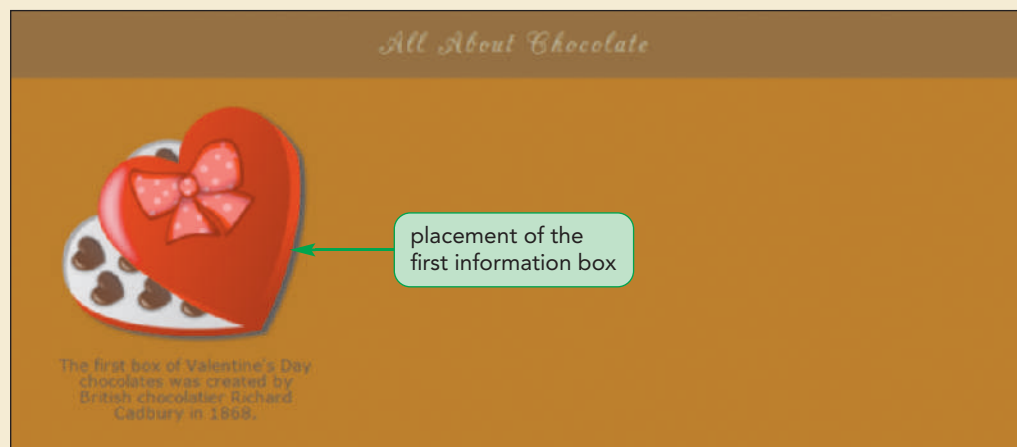 All About Chocolate
placement of the
first information box
The first box of Valentine's Day
chocolates was created by
British chocolatier Richard
Cadbury in 1868.